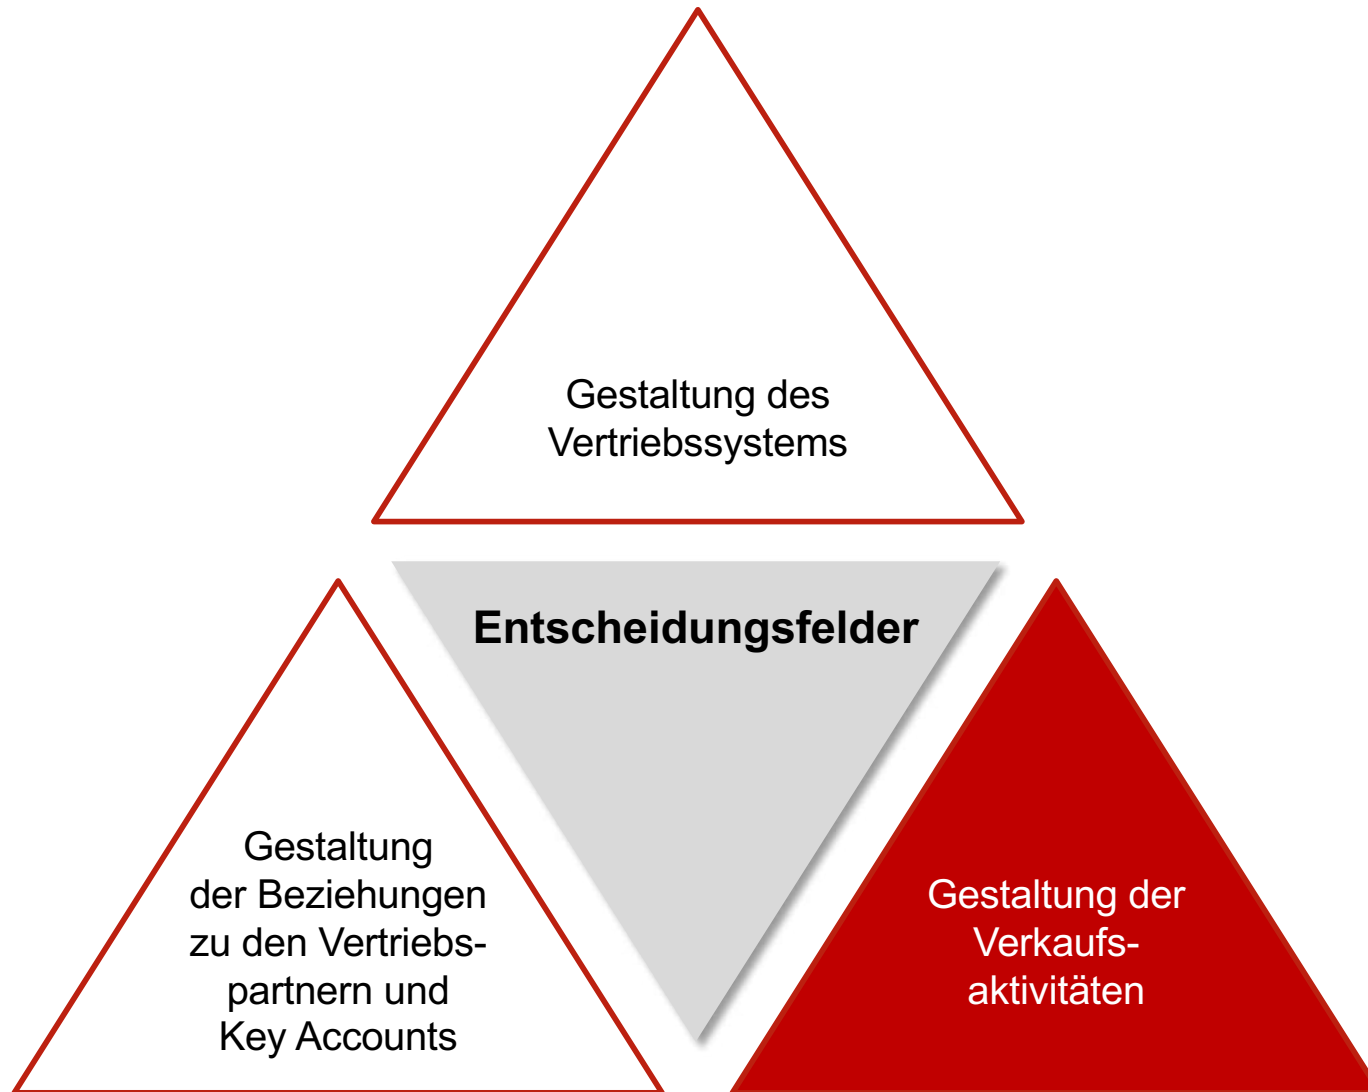 Gestaltung des
Vertriebssystems
Entscheidungsfelder
Gestaltung
der Beziehungen
zu den Vertriebs-
partnern und
Key Accounts
Gestaltung der
Verkaufs-
aktivitäten